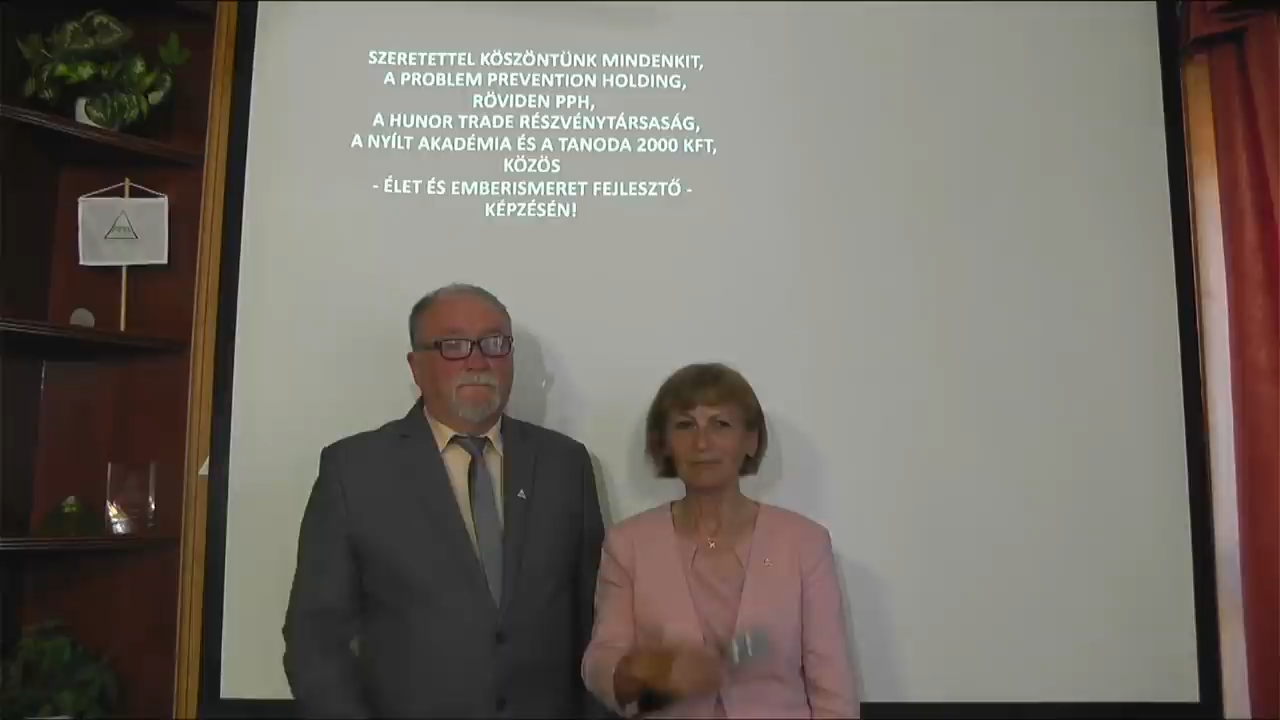 SZERETETTEL KÖSZÖNTÜNK MINDENKIT,
A PROBLEM PREVENTION HOLDING,
RÖVIDEN PPH,
A HUNOR TRADE RÉSZVÉNYTÁRSASÁG,
A NYÍLT AKADÉMIA ÉS A TANODA 2000 KFT,
KÖZÖS
- ÉLET ÉS EMBERISMERET FEJLESZTŐ -
KÉPZÉSÉN!
PPH